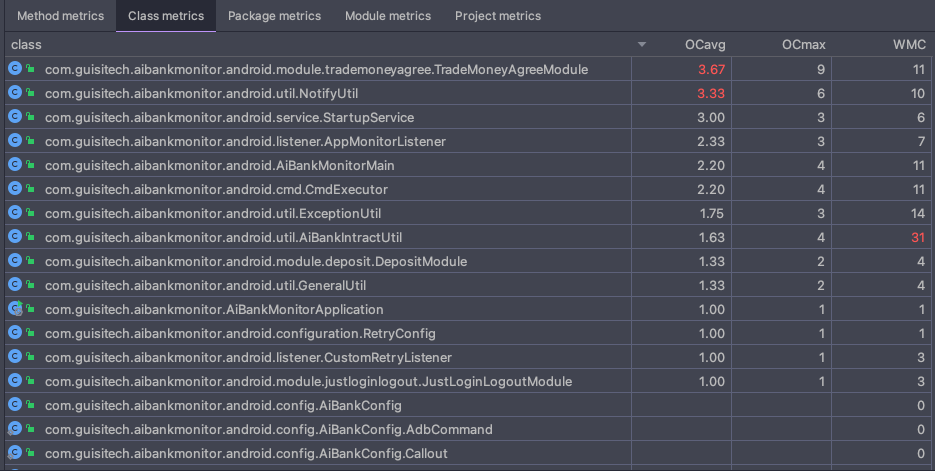 Method metrics Class metrics Package metrics Module metrics Project metrics
class OCavg OCmax WMC
com.guisitech.aibankmonitor.android.module.trademoneyagree.TradeMoneyAgreeModule 3.67 9 11
com.guisitech.aibankmonitor.android.util.NotifyUtil 3.33 6 10
com.guisitech.aibankmonitor.android.service.StartupService 3.00 3 6
com.guisitech.aibankmonitor.android.listener.AppMonitorListener 2.33 3 7
com.guisitech.aibankmonitor.android.AiBankMonitorMain 2.20 4 11
com.guisitech.aibankmonitor.android.cmd.CmdExecutor 2.20 4 11
com.guisitech.aibankmonitor.android.util.ExceptionUtil 1.75 3 14
com.guisitech.aibankmonitor.android.util.AiBankIntractUtil 1.63 4 31
com.guisitech.aibankmonitor.android.module.deposit.DepositModule 1.33 2 4
com.guisitech.aibankmonitor.android.util.GeneralUtil 1.33 2 4
com.guisitech.aibankmonitor.AiBankMonitorApplication 1.00 1 1
com.guisitech.aibankmonitor.android.configuration.RetryConfig 1.00 1 1
com.guisitech.aibankmonitor.android.listener.CustomRetryListener 1.00 1 3
com.guisitech.aibankmonitor.android.module.justloginlogout.JustLoginLogoutModule 1.00 1 3
com.guisitech.aibankmonitor.android.config.AiBankConfig 0
com.guisitech.aibankmonitor.android.config.AiBankConfig.AdbCommand 0
com.guisitech.aibankmonitor.android.config.AiBankConfig.Callout 0